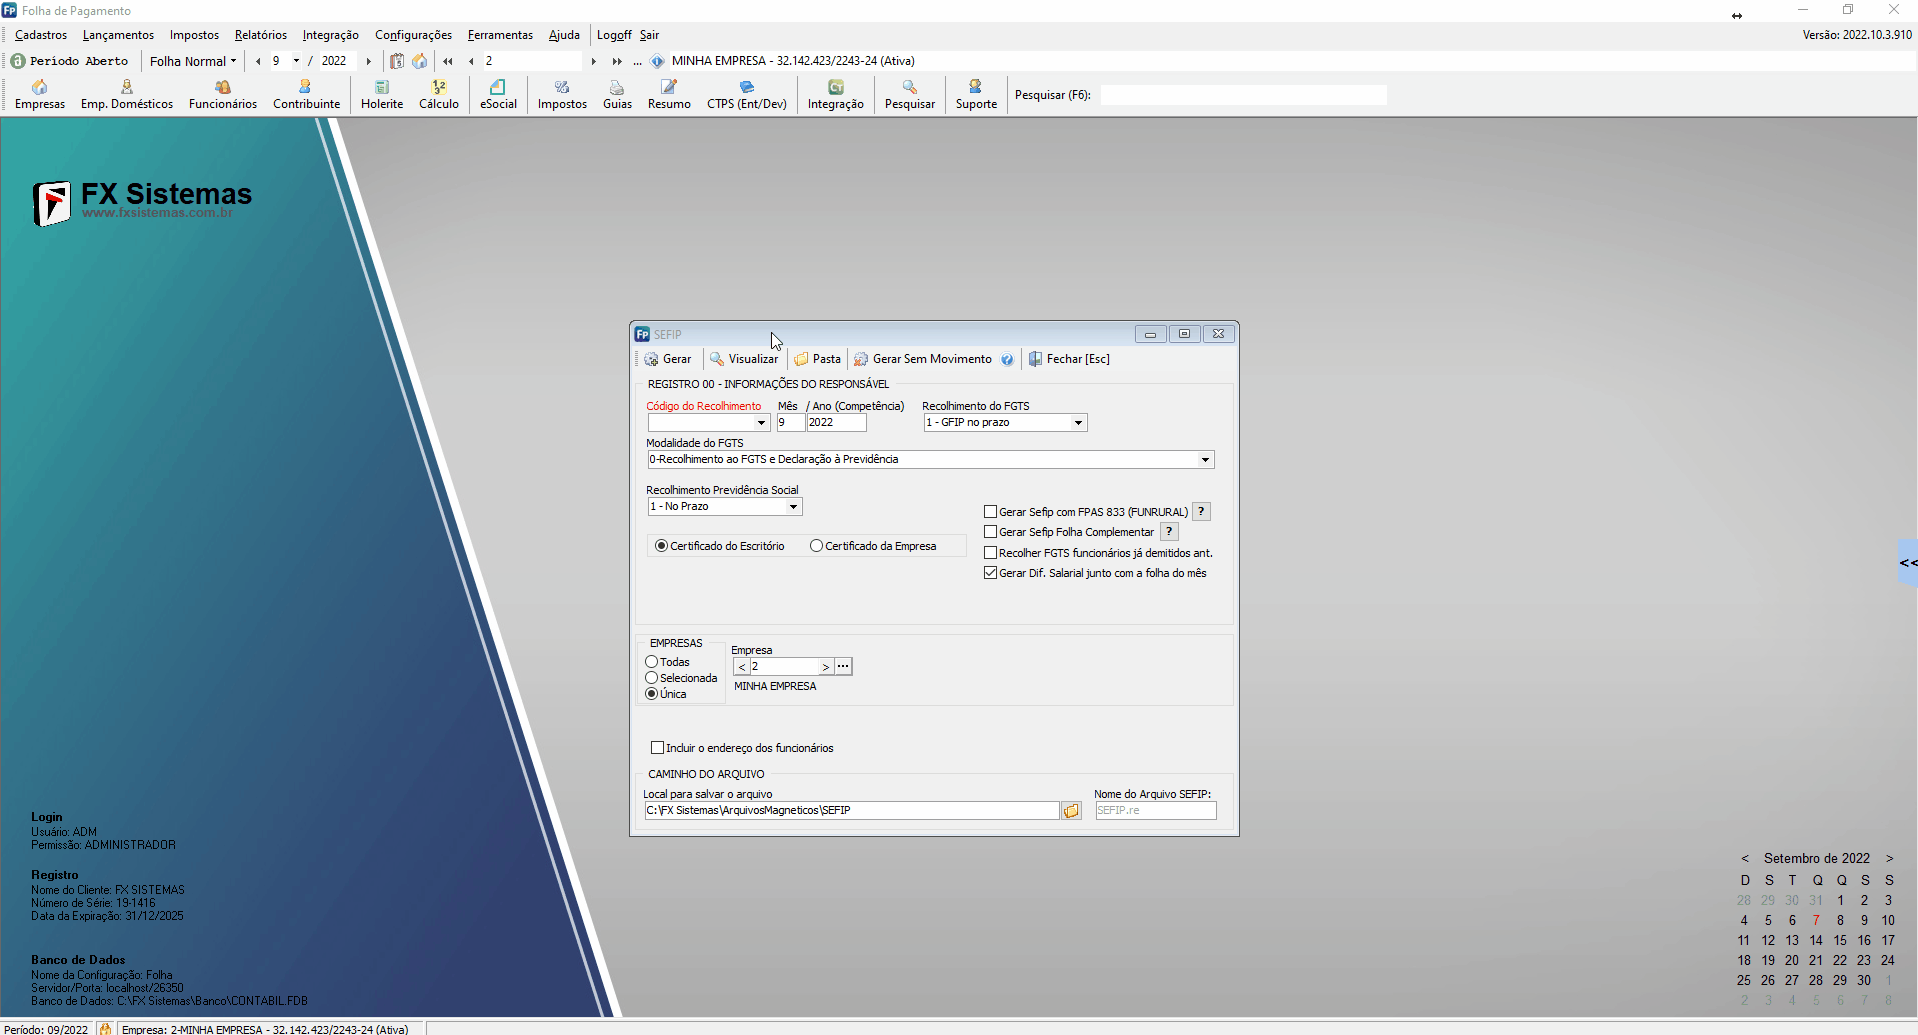 Folha de Pagamento
Cadastros Lançamentos Impostos Relatórios Integração Configurações Ferramentas Ajuda Logoff Sair Versão: 2022.10.3.910
Período Aberto Folha Normal 9 / 2022 2 ... MINHA EMPRESA - 32.142.423/2243-24 (Ativa)
Empresas Emp. Domésticos Funcionários Contribuinte Holerite Cálculo eSocial Impostos Guias Resumo CTPS (Ent/Dev) Integração Pesquisar Suporte Pesquisar (F6):
FX Sistemas
www.fxsistemas.com.br
SEFIP
Gerar Visualizar Pasta Gerar Sem Movimento Fechar [Esc]
REGISTRO 00 - INFORMAÇÕES DO RESPONSÁVEL
Código do Recolhimento Mês / Ano (Competência) Recolhimento do FGTS
9 2022 1 - GFIP no prazo
Modalidade do FGTS
0-Recolhimento ao FGTS e Declaração à Previdência
Recolhimento Previdência Social
1 - No Prazo
Gerar Sefip com FPAS 833 (FUNRURAL) ?
Gerar Sefip Folha Complementar ?
Certificado do Escritório Certificado da Empresa
Recolher FGTS funcionários já demitidos ant.
Gerar Dif. Salarial junto com a folha do mês
<<
EMPRESAS
Todas
Selecionada
Única
Empresa
< 2 > ...
MINHA EMPRESA
Incluir o endereço dos funcionários
CAMINHO DO ARQUIVO
Local para salvar o arquivo Nome do Arquivo SEFIP:
C:\FX Sistemas\ArquivosMagneticos\SEFIP SEFIP.re
Login
Usuário: ADM
Permissão: ADMINISTRADOR
Registro
Nome do Cliente: FX SISTEMAS
Número de Série: 19-1416
Data da Expiração: 31/12/2025
Banco de Dados
Nome da Configuração: Folha
Servidor/Porta: localhost/26350
Banco de Dados: C:\FX Sistemas\Banco\CONTABIL.FDB
< Setembro de 2022 >
D S T Q Q S S
28 29 30 31 1 2 3
4 5 6 7 8 9 10
11 12 13 14 15 16 17
18 19 20 21 22 23 24
25 26 27 28 29 30 1
2 3 4 5 6 7 8
Período: 09/2022 Empresa: 2-MINHA EMPRESA - 32.142.423/2243-24 (Ativa)